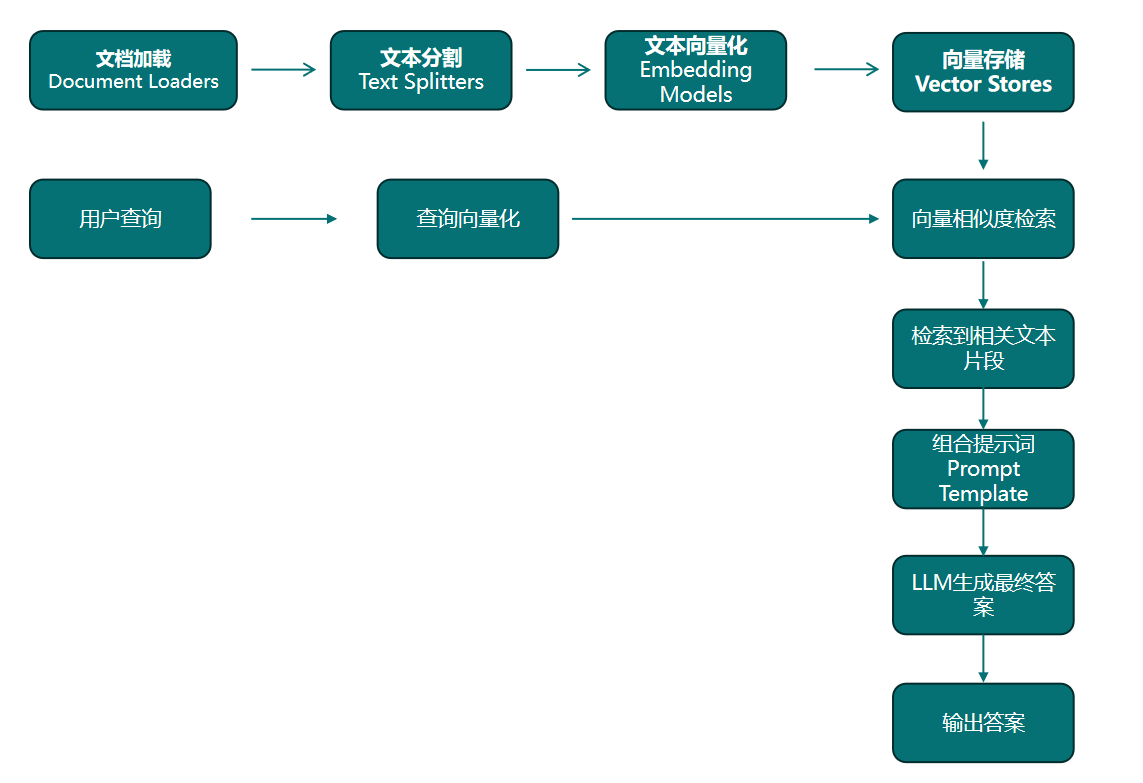 文档加载
Document Loaders
文本分割
Text Splitters
文本向量化
Embedding
Models
向量存储
Vector Stores
用户查询
查询向量化
向量相似度检索
检索到相关文本
片段
组合提示词
Prompt
Template
LLM生成最终答
案
输出答案